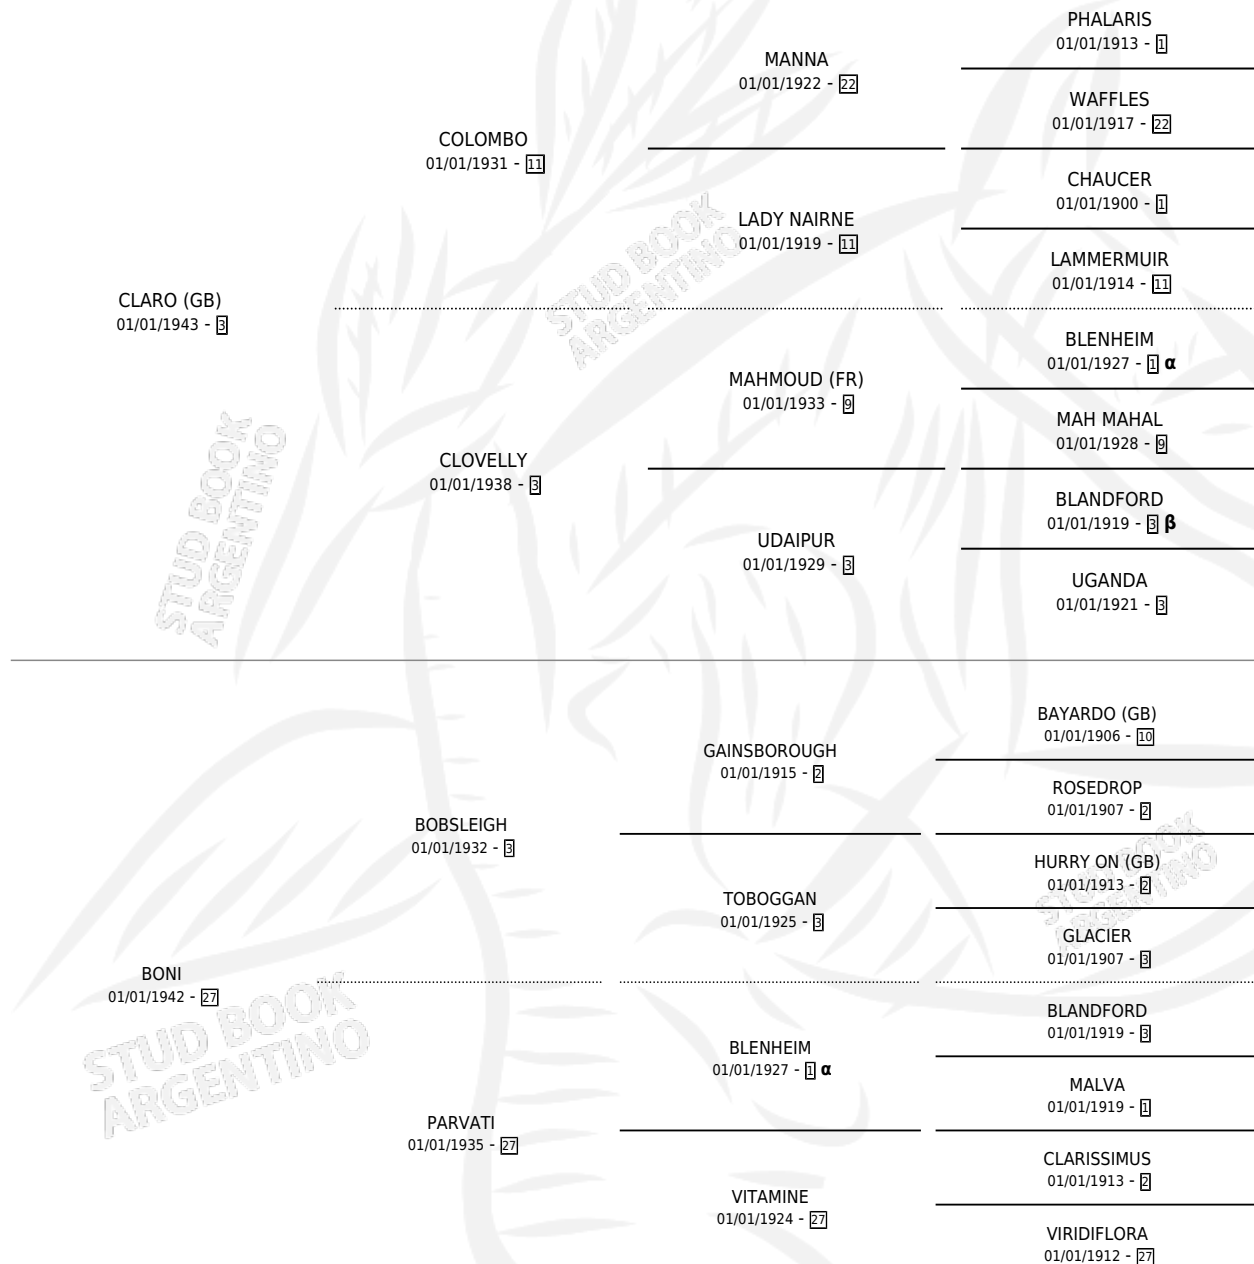 PHALARIS
01/01/1913 - 1
MANNA
01/01/1922 - 22
WAFFLES
01/01/1917 - 22
COLOMBO
01/01/1931 - 11
CHAUCER
01/01/1900 - 1
LADY NAIRNE
01/01/1919 - 11
LAMMERMUIR
01/01/1914 - 11
CLARO (GB)
01/01/1943 - 3
BLENHEIM
01/01/1927 - 1 α
MAHMOUD (FR)
01/01/1933 - 9
MAH MAHAL
01/01/1928 - 9
CLOVELLY
01/01/1938 - 3
BLANDFORD
01/01/1919 - 3 β
UDAIPUR
01/01/1929 - 3
UGANDA
01/01/1921 - 3
BAYARDO (GB)
01/01/1906 - 10
GAINSBOROUGH
01/01/1915 - 2
ROSEDROP
01/01/1907 - 2
BOBSLEIGH
01/01/1932 - 3
HURRY ON (GB)
01/01/1913 - 2
TOBOGGAN
01/01/1925 - 3
GLACIER
01/01/1907 - 3
BONI
01/01/1942 - 27
BLANDFORD
01/01/1919 - 3
BLENHEIM
01/01/1927 - 1 α
MALVA
01/01/1919 - 1
PARVATI
01/01/1935 - 27
CLARISSIMUS
01/01/1913 - 2
VITAMINE
01/01/1924 - 27
VIRIDIFLORA
01/01/1912 - 27
STUD BOOK
ARGENTINO
STUD BOOK
ARGENTINO
STUD BOOK
ARGENTINO
STUD BOOK
ARGENTINO